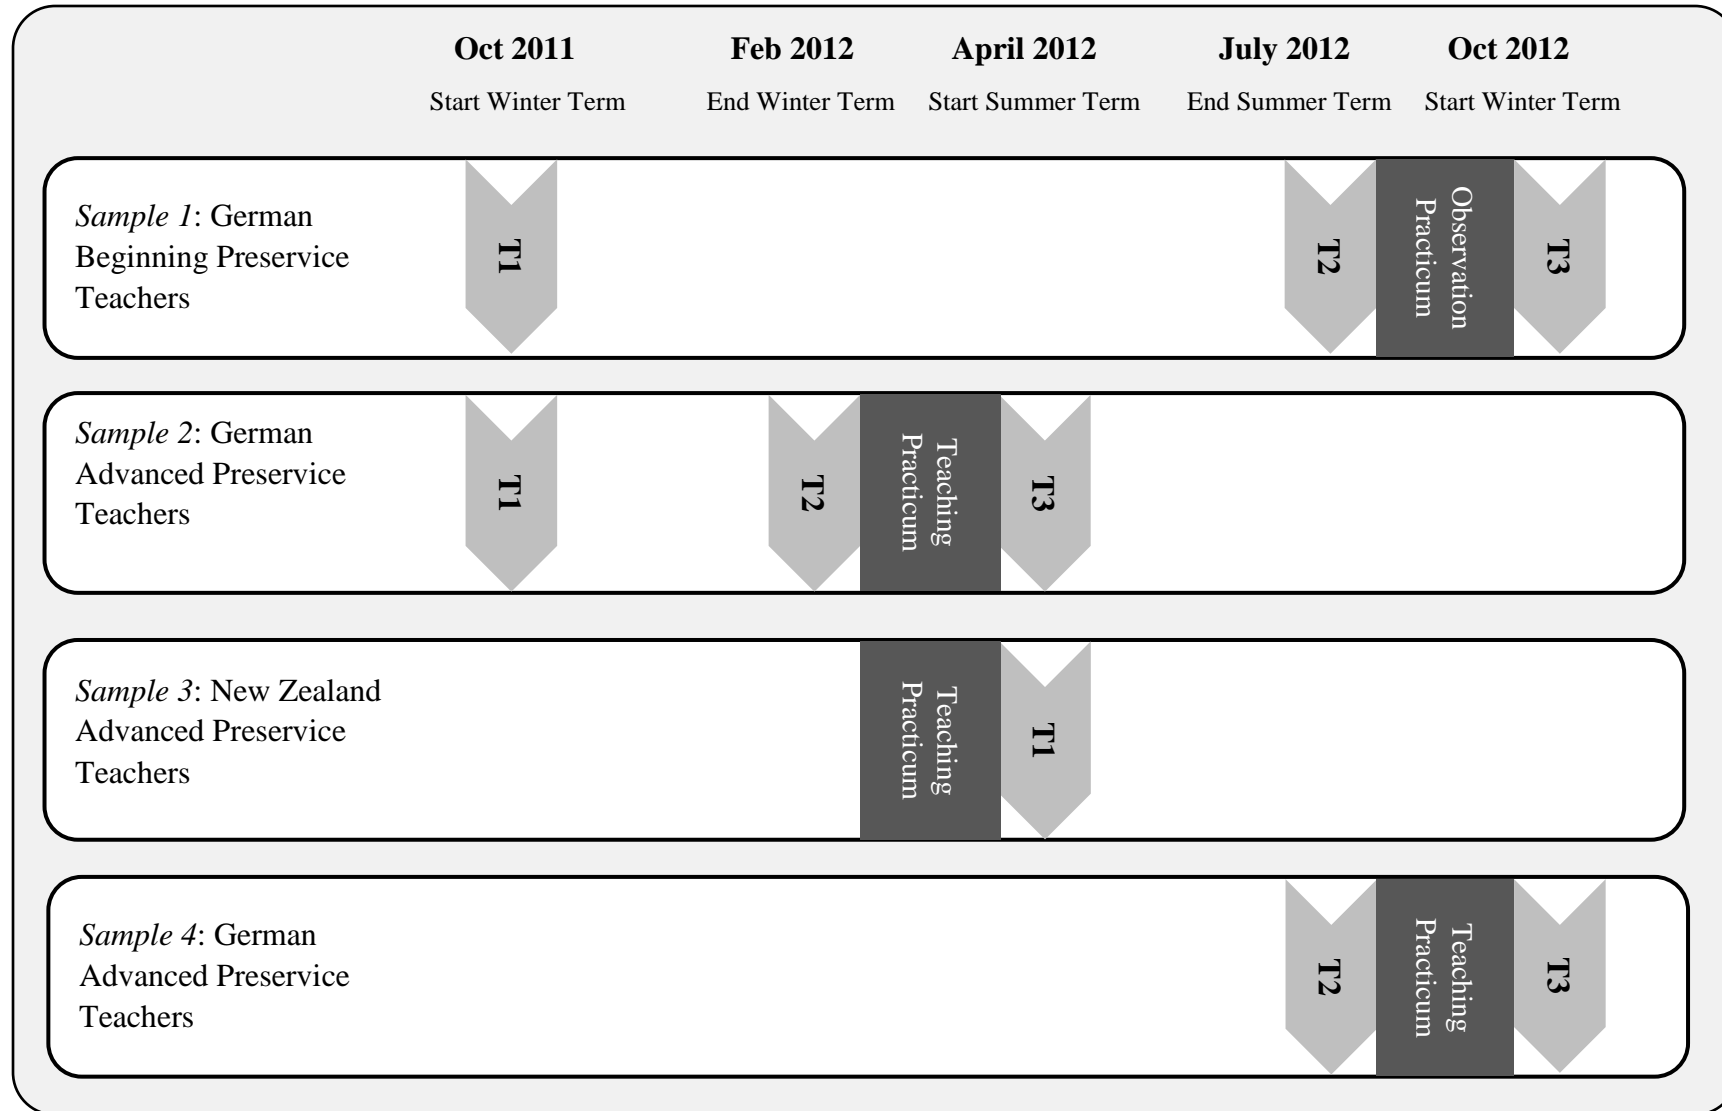 Oct 2011 Feb 2012 April 2012 July 2012 Oct 2012
Start Winter Term End Winter Term Start Summer Term End Summer Term Start Winter Term
Sample 1: German
Beginning Preservice
Teachers
T1
T2
Observation
Practicum
T3
Sample 2: German
Advanced Preservice
Teachers
T1
T2
Teaching
Practicum
T3
Sample 3: New Zealand
Advanced Preservice
Teachers
Teaching
Practicum
T1
Sample 4: German
Advanced Preservice
Teachers
T2
Teaching
Practicum
T3